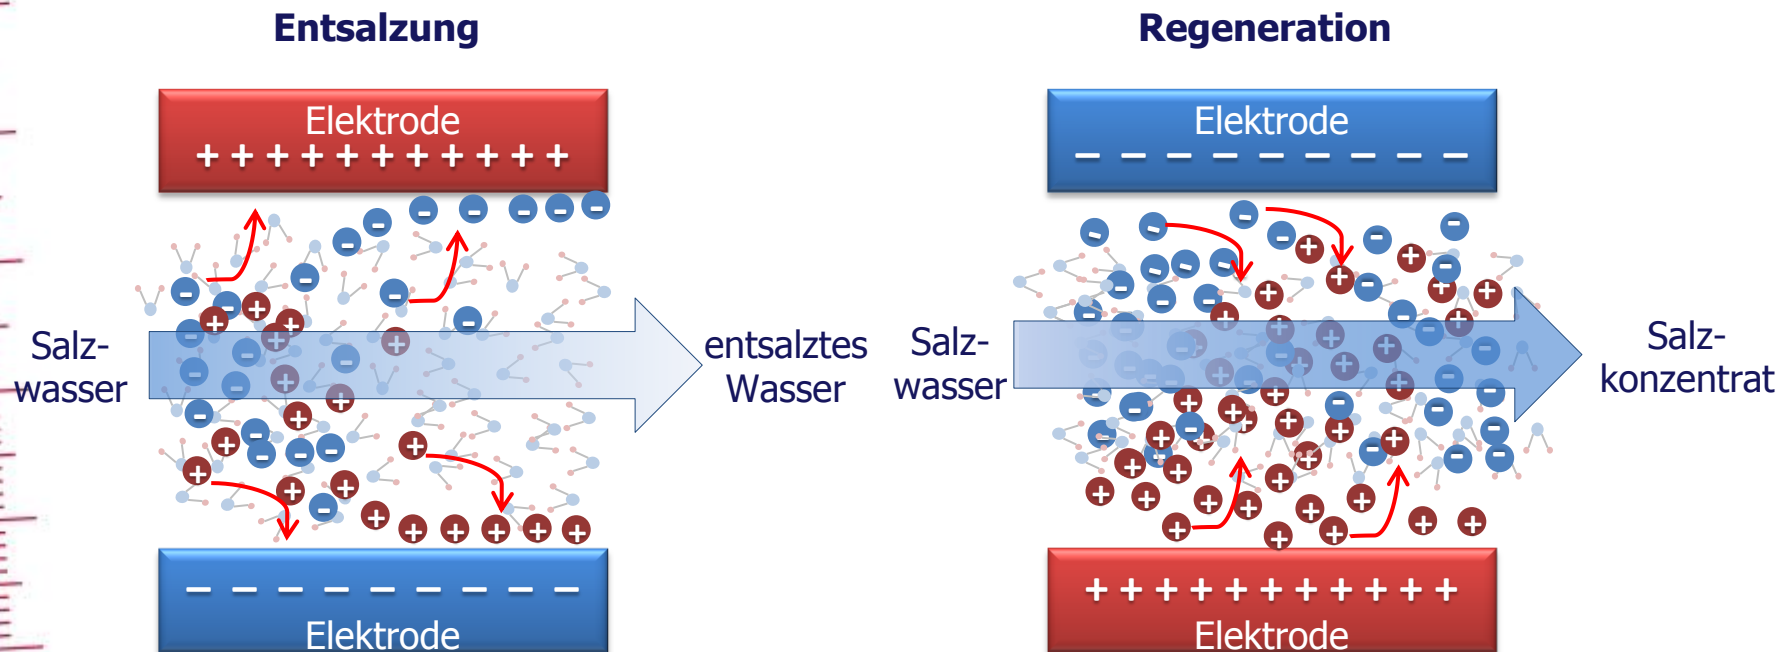 Entsalzung
Elektrode
+ + + + + + + + + + +
Salz-
wasser
entsalztes
Wasser
− − − − − − − − −
Elektrode
Regeneration
Elektrode
− − − − − − − − −
Salz-
wasser
Salz-
konzentrat
+ + + + + + + + + + +
Elektrode